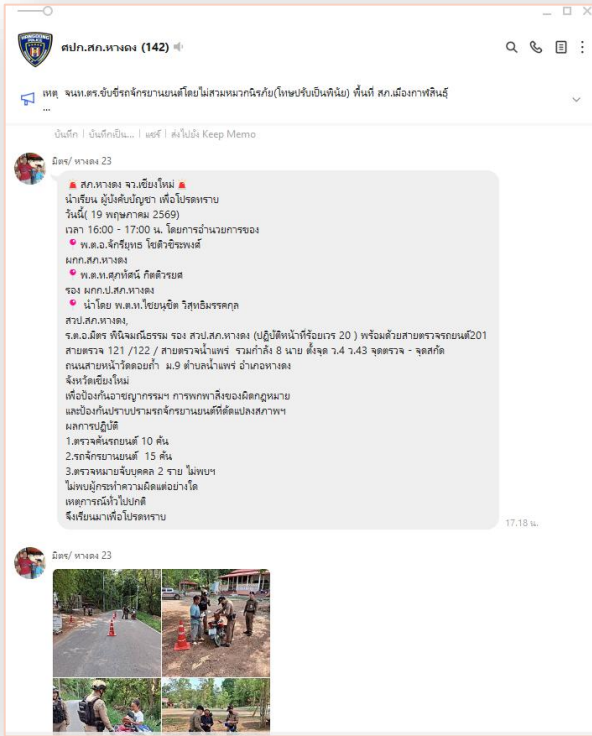 ศปก.สภ.หางดง (142)
เหตุ จนท.ตร.ขับขี่รถจักรยานยนต์โดยไม่สวมหมวกนิรภัย(โทษปรับเป็นพินัย) พื้นที่ สภ.เมืองกาฬสินธุ์
...
บันทึก | บันทึกเป็น... | แชร์ | ส่งไปยัง Keep Memo
มิตร/ หางดง 23
สภ.หางดง จว.เชียงใหม่
นำเรียน ผู้บังคับบัญชา เพื่อโปรดทราบ
วันนี้( 19 พฤษภาคม 2569)
เวลา 16:00 - 17:00 น. โดยการอำนวยการของ
พ.ต.อ.จักรียุทธ โชติวชิระพงศ์
ผกก.สภ.หางดง
พ.ต.ท.ศุภทัศน์ กิตติวรยศ
รอง ผกก.ป.สภ.หางดง
นำโดย พ.ต.ท.ไชยนุชิต วิสุทธิมรรคกุล
สวป.สภ.หางดง,
ร.ต.อ.มิตร พินิจมณีธรรม รอง สวป.สภ.หางดง (ปฏิบัติหน้าที่ร้อยเวร 20 ) พร้อมด้วยสายตรวจรถยนต์201
สายตรวจ 121 /122 / สายตรวจน้ำแพร่ รวมกำลัง 8 นาย ตั้งจุด ว.4 ว.43 จุดตรวจ - จุดสกัด
ถนนสายหน้าวัดดอยถ้ำ ม.9 ตำบลน้ำแพร่ อำเภอหางดง
จังหวัดเชียงใหม่
เพื่อป้องกันอาชญากรรมฯ การพกพาสิ่งของผิดกฎหมาย
และป้องกันปราบปรามรถจักรยานยนต์ที่ดัดแปลงสภาพฯ
ผลการปฏิบัติ
1.ตรวจค้นรถยนต์ 10 คัน
2.รถจักรยานยนต์ 15 คัน
3.ตรวจหมายจับบุคคล 2 ราย ไม่พบฯ
ไม่พบผู้กระทำความผิดแต่อย่างใด
เหตุการณ์ทั่วไปปกติ
จึงเรียนมาเพื่อโปรดทราบ
17.18 น.
มิตร/ หางดง 23